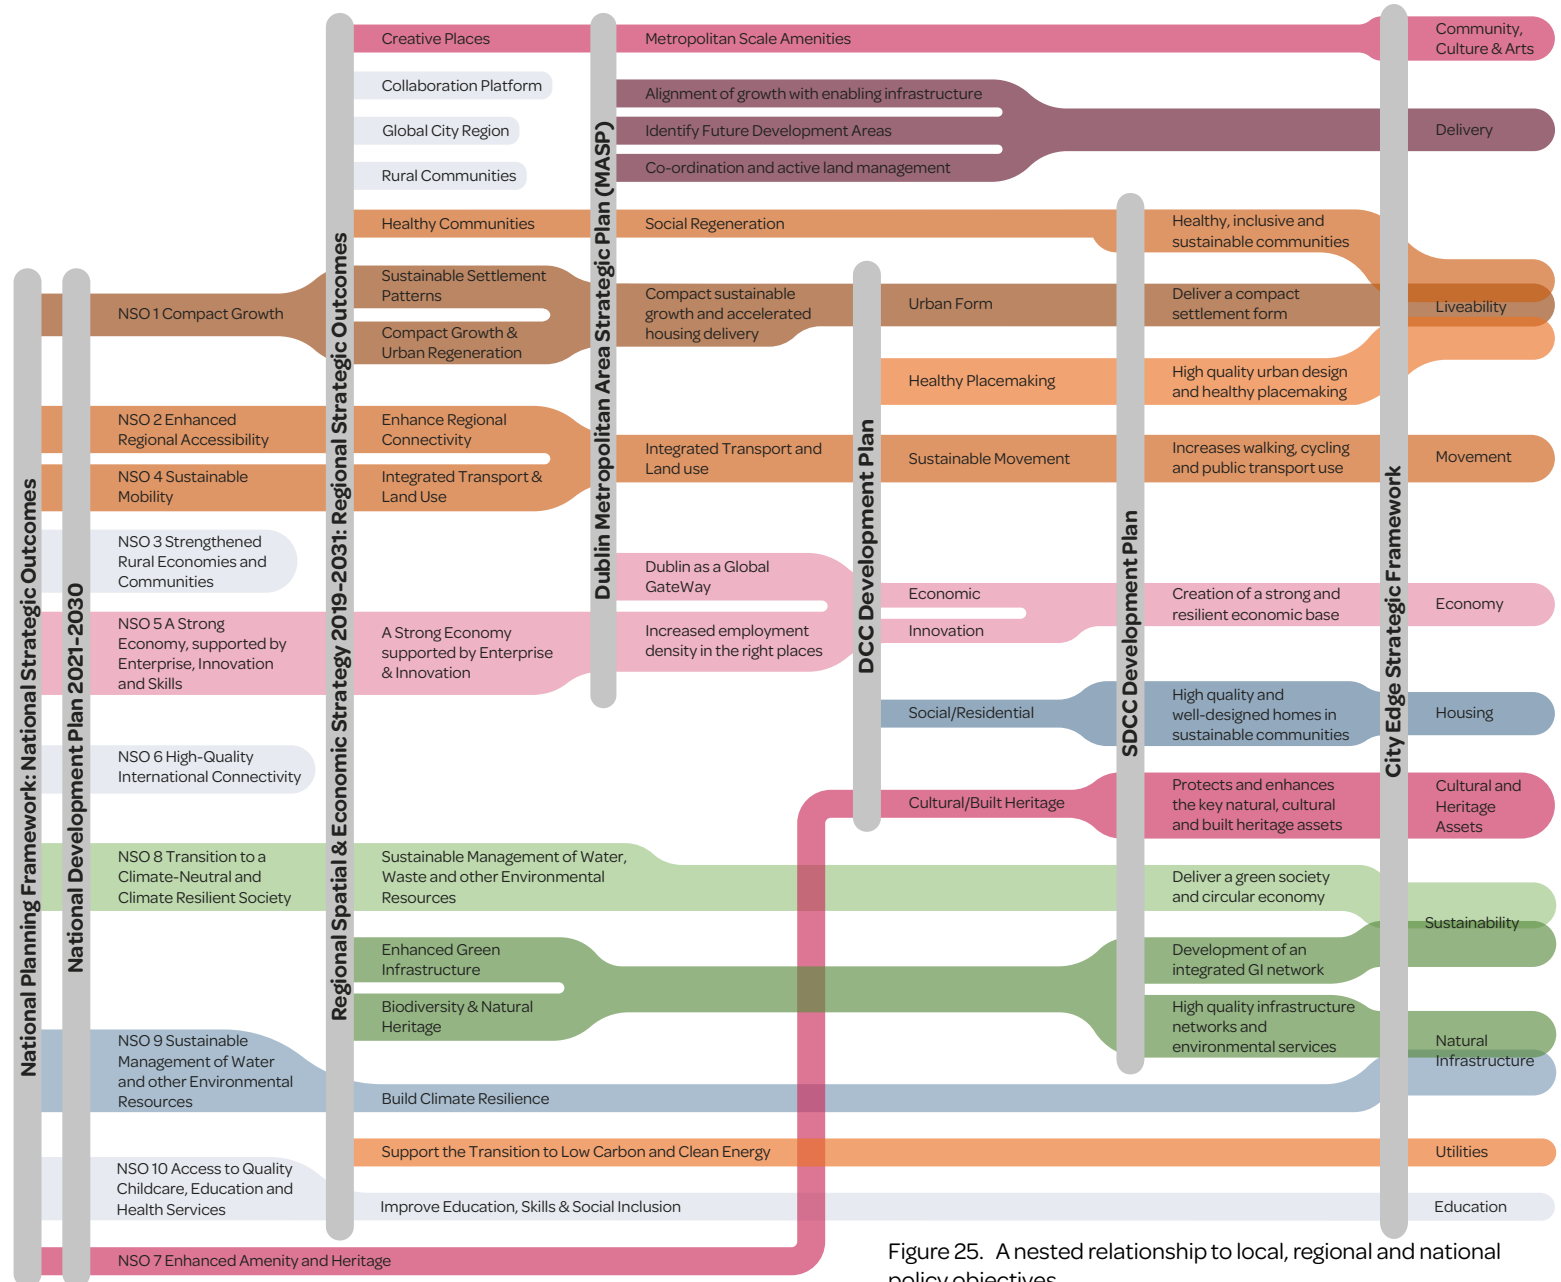 National Planning Framework: National Strategic Outcomes
National Development Plan 2021-2030
NSO 1 Compact Growth
NSO 2 Enhanced
Regional Accessibility
NSO 4 Sustainable
Mobility
NSO 3 Strengthened
Rural Economies and
Communities
NSO 5 A Strong
Economy, supported by
Enterprise, Innovation
and Skills
NSO 6 High-Quality
International Connectivity
NSO 8 Transition to a
Climate-Neutral and
Climate Resilient Society
NSO 9 Sustainable
Management of Water
and other Environmental
Resources
NSO 10 Access to Quality
Childcare, Education and
Health Services
NSO 7 Enhanced Amenity and Heritage
Regional Spatial & Economic Strategy 2019-2031: Regional Strategic Outcomes
Creative Places
Collaboration Platform
Global City Region
Rural Communities
Healthy Communities
Sustainable Settlement
Patterns
Compact Growth &
Urban Regeneration
Enhance Regional
Connectivity
Integrated Transport &
Land Use
A Strong Economy
supported by Enterprise
& Innovation
Sustainable Management of Water,
Waste and other Environmental
Resources
Enhanced Green
Infrastructure
Biodiversity & Natural
Heritage
Build Climate Resilience
Support the Transition to Low Carbon and Clean Energy
Improve Education, Skills & Social Inclusion
Dublin Metropolitan Area Strategic Plan (MASP)
Metropolitan Scale Amenities
Alignment of growth with enabling infrastructure
Identify Future Development Areas
Co-ordination and active land management
Social Regeneration
Compact sustainable
growth and accelerated
housing delivery
Integrated Transport and
Land use
Dublin as a Global
GateWay
Increased employment
density in the right places
DCC Development Plan
Urban Form
Healthy Placemaking
Sustainable Movement
Economic
Innovation
Social/Residential
Cultural/Built Heritage
SDCC Development Plan
Healthy, inclusive and
sustainable communities
Deliver a compact
settlement form
High quality urban design
and healthy placemaking
Increases walking, cycling
and public transport use
Creation of a strong and
resilient economic base
High quality and
well-designed homes in
sustainable communities
Protects and enhances
the key natural, cultural
and built heritage assets
Deliver a green society
and circular economy
Development of an
integrated GI network
High quality infrastructure
networks and
environmental services
City Edge Strategic Framework
Community,
Culture & Arts
Delivery
Liveability
Movement
Economy
Housing
Cultural and
Heritage
Assets
Sustainability
Natural
Infrastructure
Utilities
Education
Figure 25. A nested relationship to local, regional and national
policy objectives